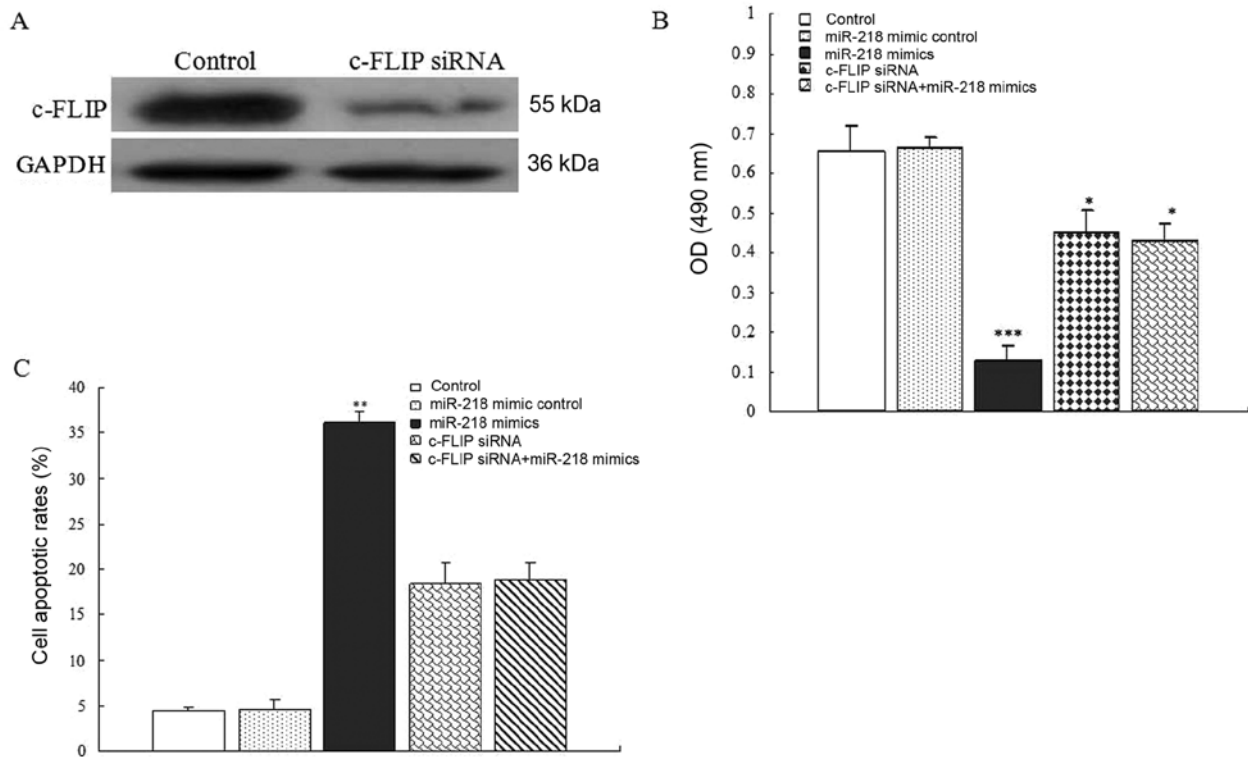 A
Control c-FLIP siRNA
c-FLIP 55 kDa
GAPDH 36 kDa
B
Control
miR-218 mimic control
miR-218 mimics
c-FLIP siRNA
c-FLIP siRNA+miR-218 mimics
1
0.9
0.8
0.7
0.6
0.5
0.4
0.3
0.2
0.1
0
OD (490 nm)
***
*
*
C
Control
miR-218 mimic control
miR-218 mimics
c-FLIP siRNA
c-FLIP siRNA+miR-218 mimics
40
35
30
25
20
15
10
5
0
Cell apoptotic rates (%)
**